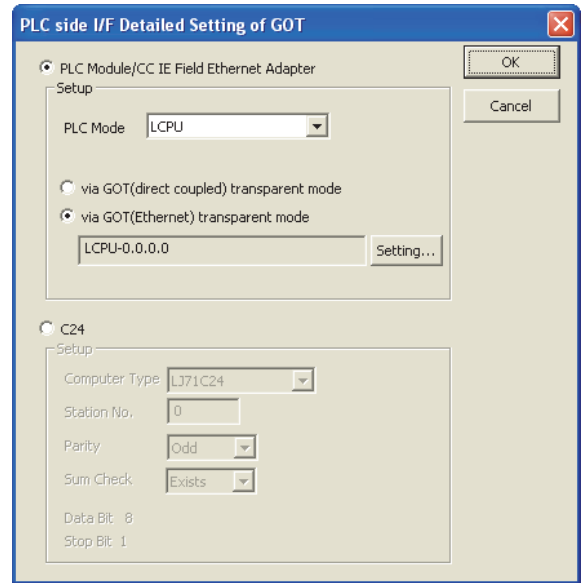 PLC side I/F Detailed Setting of GOT
OK
Cancel
PLC Module/CC IE Field Ethernet Adapter
Setup
PLC Mode LCPU
via GOT(direct coupled) transparent mode
via GOT(Ethernet) transparent mode
LCPU-0.0.0.0 Setting...
C24
Setup
Computer Type LJ71C24
Station No. 0
Parity Odd
Sum Check Exists
Data Bit 8
Stop Bit 1